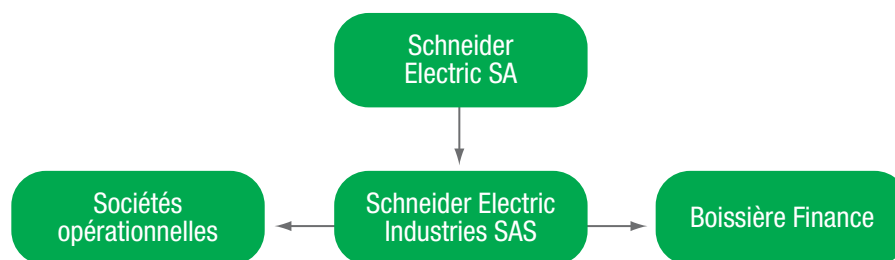 Schneider
Electric SA
Sociétés
opérationnelles
Schneider Electric
Industries SAS
Boissière Finance